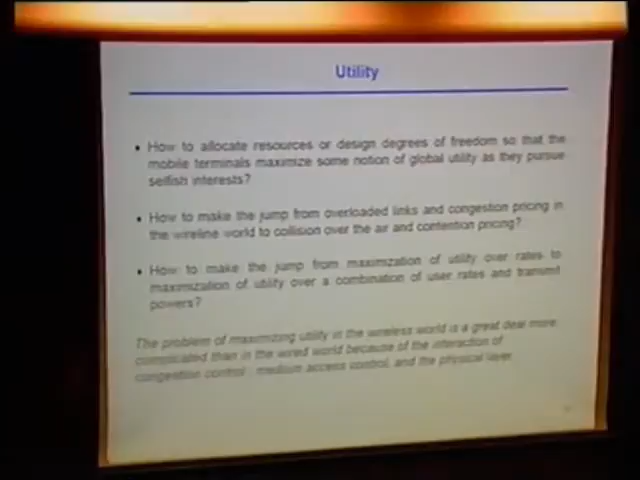 Utility
• How to allocate resources or design degrees of freedom so that the
mobile terminals maximize some notion of global utility as they pursue
selfish interests?
• How to make the jump from overloaded links and congestion pricing in
the wireline world to collision over the air and contention pricing?
• How to make the jump from maximization of utility over rates to
maximization of utility over a combination of user rates and transmit
powers?
The problem of maximizing utility in the wireless world is a great deal more
complicated than in the wired world because of the interaction of
congestion control, medium access control, and the physical layer.